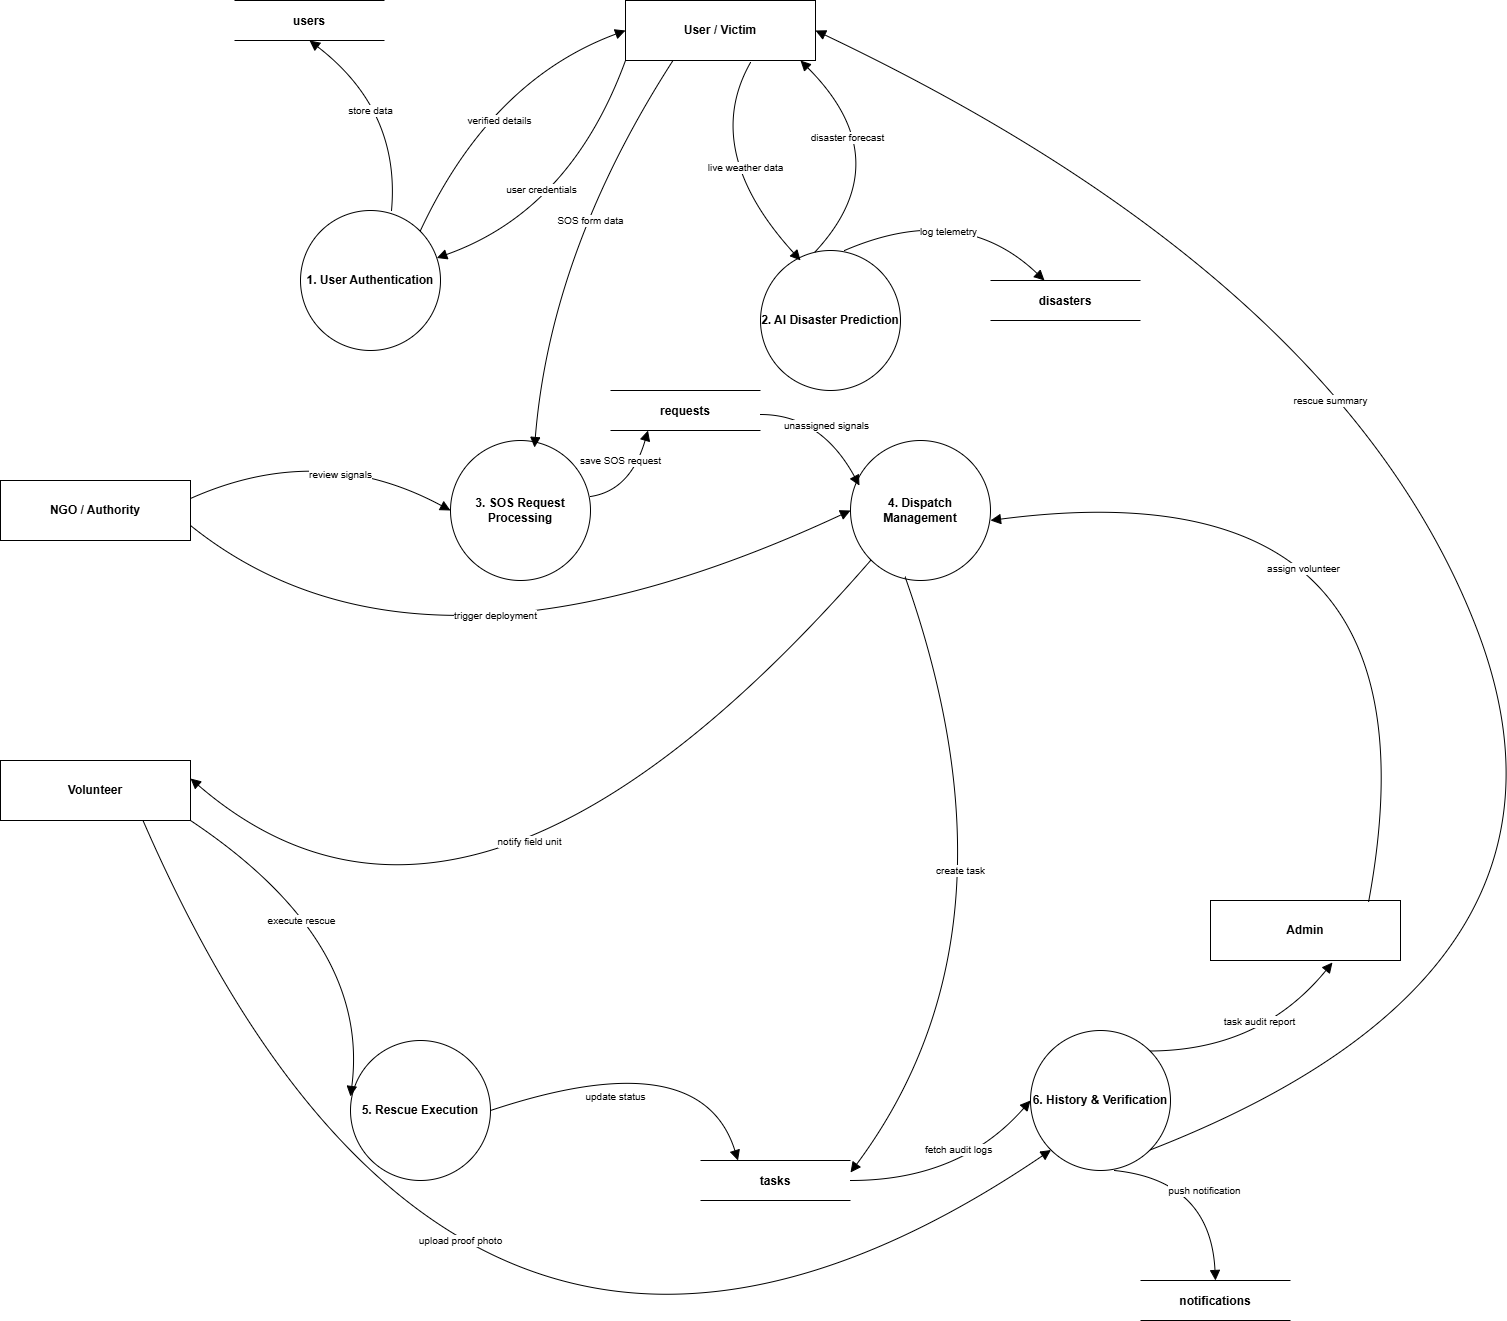 users
User / Victim
store data
verified details
disaster forecast
live weather data
user credentials
SOS form data
log telemetry
1. User Authentication
disasters
2. AI Disaster Prediction
rescue summary
requests
unassigned signals
save SOS request
review signals
3. SOS Request
Processing
4. Dispatch
Management
NGO / Authority
assign volunteer
trigger deployment
Volunteer
notify field unit
create task
execute rescue
Admin
task audit report
update status
6. History & Verification
5. Rescue Execution
fetch audit logs
tasks
push notification
upload proof photo
notifications